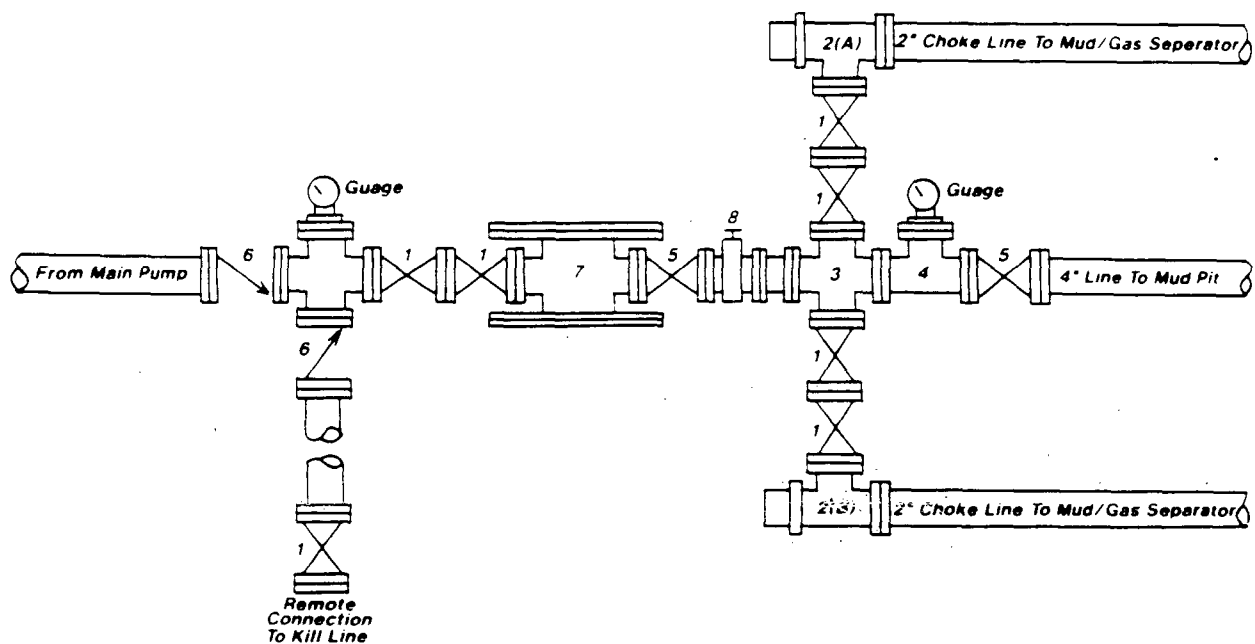 2(A)
2" Choke Line To Mud/Gas Seperator
1
1
Guage
Guage
8
From Main Pump
6
1
1
7
5
3
4
5
4" Line To Mud Pit
6
1
1
2(B)
2" Choke Line To Mud/Gas Separator
1
Remote
Connection
To Kill Line